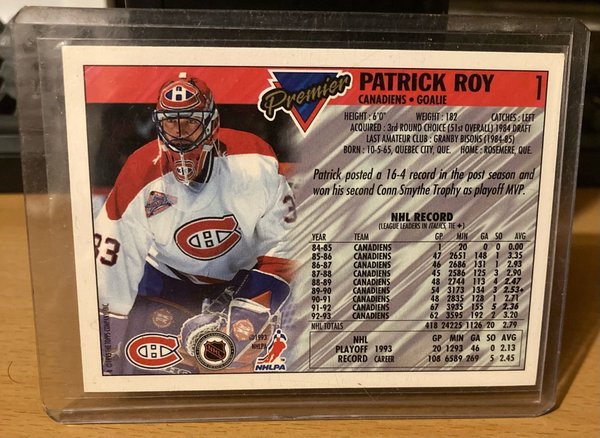 Premier
PATRICK ROY 1
CANADIENS • GOALIE
HEIGHT : 6'0" WEIGHT : 182 CATCHES : LEFT
ACQUIRED : 3rd ROUND CHOICE (51st OVERALL) 1984 DRAFT
LAST AMATEUR CLUB : GRANBY BISONS (1984-85)
BORN : 10-5-65, QUEBEC CITY, QUE. HOME : ROSEMERE, QUE.
Patrick posted a 16-4 record in the post season and
won his second Conn Smythe Trophy as playoff MVP.
NHL RECORD
(LEAGUE LEADERS IN ITALICS, TIE ✦)
YEAR TEAM GP MIN GA SO AVG
84-85 CANADIENS 1 20 0 0 0.00
85-86 CANADIENS 47 2651 148 1 3.35
86-87 CANADIENS 46 2686 131 1 2.93
87-88 CANADIENS 45 2586 125 3 2.90
88-89 CANADIENS 48 2744 113 4 2.47
89-90 CANADIENS 54 3173 134 3 2.53✦
90-91 CANADIENS 48 2835 128 1 2.71
91-92 CANADIENS 67 3935 155 5 2.36
92-93 CANADIENS 62 3595 192 2 3.20
NHL TOTALS 418 24225 1126 20 2.79
NHL GP MIN GA SO AVG
PLAYOFF 1993 20 1293 46 0 2.13
RECORD CAREER 108 6589 269 5 2.45
33
3
©1993
NHLPA
NHLPA